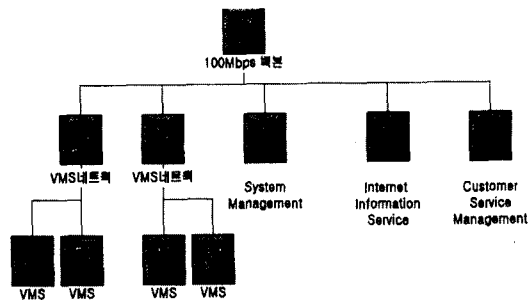 100Mbps 백본
VMS네트웍 VMS네트웍
System
Management
Internet
Information
Service
Customer
Service
Management
VMS VMS VMS VMS